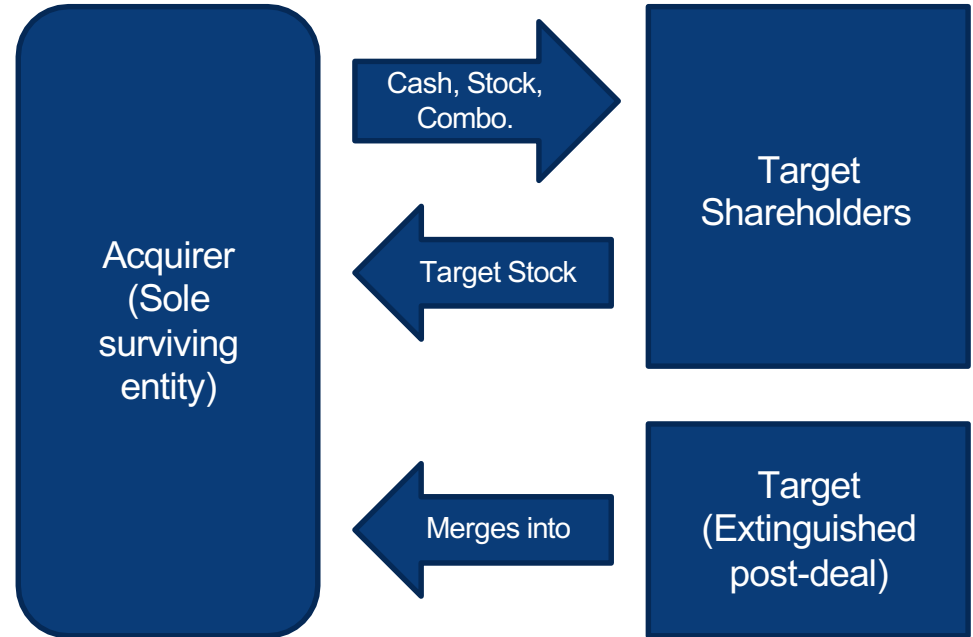 Acquirer
(Sole
surviving
entity)
Cash, Stock,
Combo.
Target Stock
Merges into
Target
Shareholders
Target
(Extinguished
post-deal)